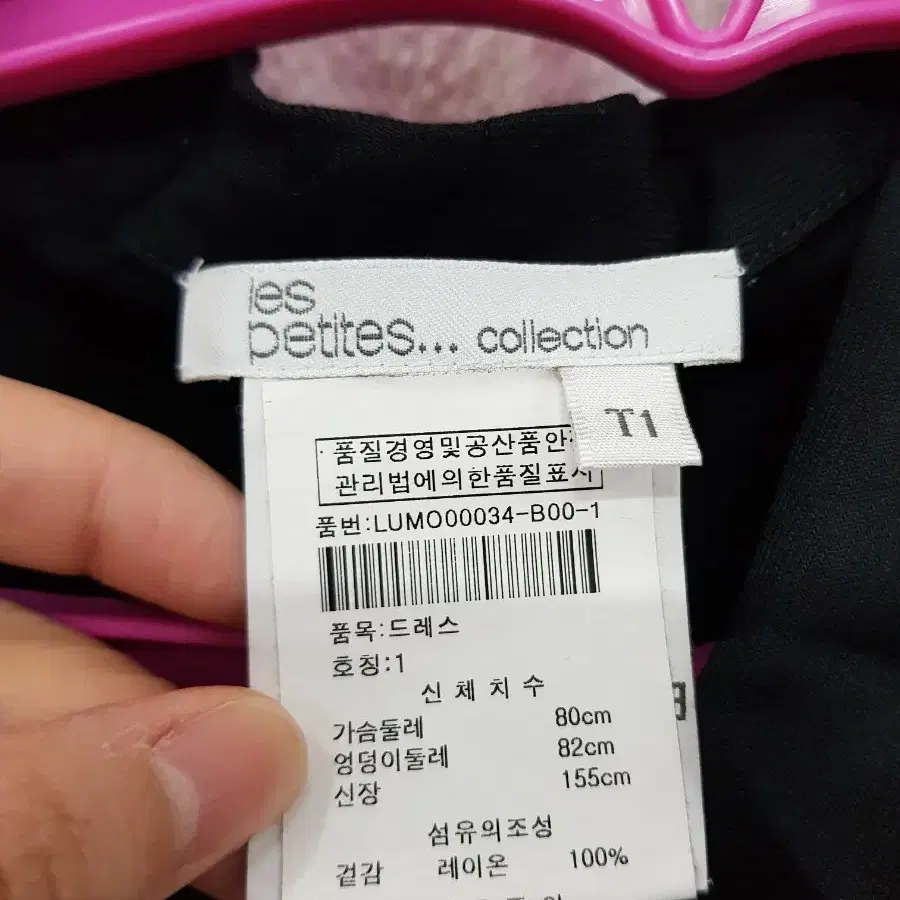 les
petites... collection
T1
품질경영및공산품안
관리법에의한품질표시
품번:LUMO00034-B00-1
품목:드레스
호칭:1
신체치수
가슴둘레 80cm
엉덩이둘레 82cm
신장 155cm
섬유의조성
겉감 레이온 100%